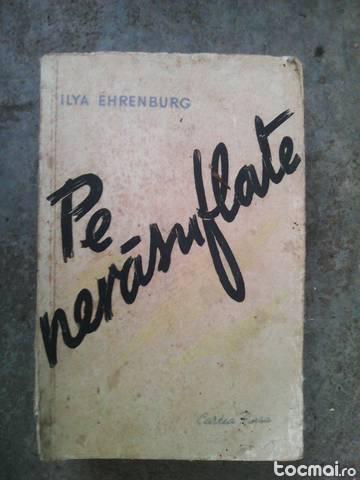 ILYA EHRENBURG
Pe
nerăsuflate
Cartea Rusă
tocmai.ro